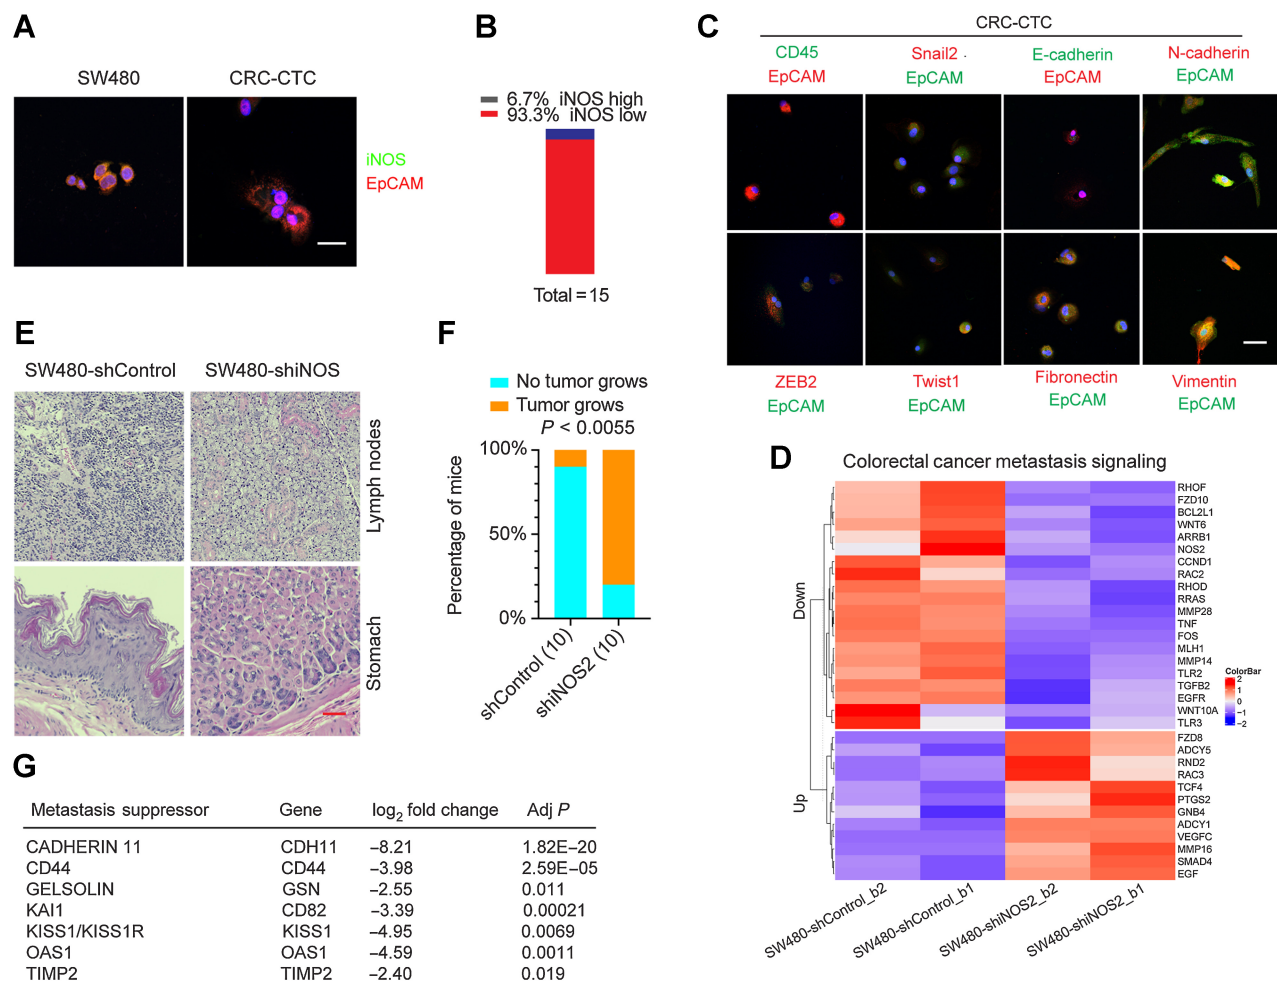 A
SW480
CRC-CTC
iNOS
EpCAM
B
6.7% iNOS high
93.3% iNOS low
Total = 15
C
CRC-CTC
CD45
EpCAM
Snail2
EpCAM
E-cadherin
EpCAM
N-cadherin
EpCAM
ZEB2
EpCAM
Twist1
EpCAM
Fibronectin
EpCAM
Vimentin
EpCAM
E
SW480-shControl
SW480-shiNOS
Lymph nodes
Stomach
F
No tumor grows
Tumor grows
P < 0.0055
Percentage of mice
100%
50%
0%
shControl (10)
shiNOS2 (10)
D
Colorectal cancer metastasis signaling
Down
Up
RHOF
FZD10
BCL2L1
WNT6
ARRB1
NOS2
CCND1
RAC2
RHOD
RRAS
MMP28
TNF
FOS
MLH1
MMP14
TLR2
TGFB2
EGFR
WNT10A
TLR3
FZD8
ADCY5
RND2
RAC3
TCF4
PTGS2
GNB4
ADCY1
VEGFC
MMP16
SMAD4
EGF
ColorBar
2
1
0
−1
−2
SW480-shControl_b2
SW480-shControl_b1
SW480-shiNOS2_b2
SW480-shiNOS2_b1
G
Metastasis suppressor Gene log2 fold change Adj P
CADHERIN 11 CDH11 −8.21 1.82E−20
CD44 CD44 −3.98 2.59E−05
GELSOLIN GSN −2.55 0.011
KAI1 CD82 −3.39 0.00021
KISS1/KISS1R KISS1 −4.95 0.0069
OAS1 OAS1 −4.59 0.0011
TIMP2 TIMP2 −2.40 0.019